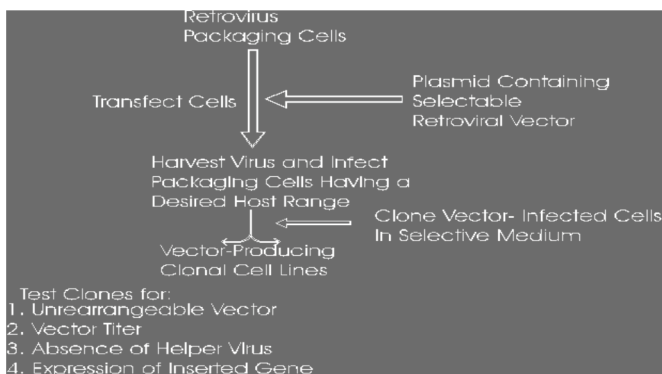 Retrovirus
Packaging Cells
Transfect Cells
Plasmid Containing
Selectable
Retroviral Vector
Harvest Virus and Infect
Packaging Cells Having a
Desired Host Range
Clone Vector- Infected Cells
In Selective Medium
Vector-Producing
Clonal Cell Lines
Test Clones for:
1. Unrearrangeable Vector
2. Vector Titer
3. Absence of Helper Virus
4. Expression of Inserted Gene